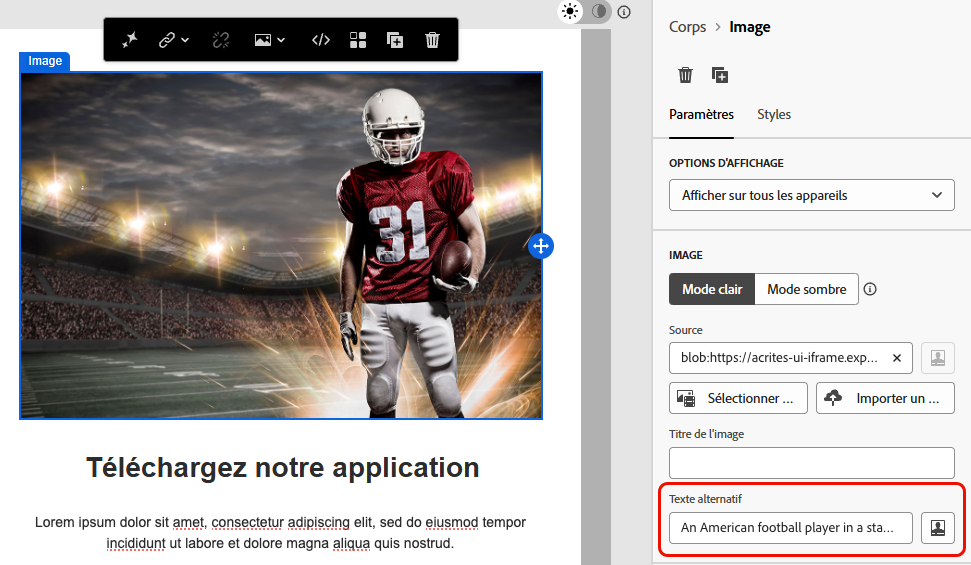 Image
31
Téléchargez notre application
Lorem ipsum dolor sit amet, consectetur adipiscing elit, sed do eiusmod tempor
incididunt ut labore et dolore magna aliqua quis nostrud.
Corps > Image
Paramètres Styles
OPTIONS D'AFFICHAGE
Afficher sur tous les appareils
IMAGE
Mode clair Mode sombre
Source
blob:https://acrites-ui-iframe.exp...
Sélectionner ... Importer un ...
Titre de l'image
Texte alternatif
An American football player in a sta...